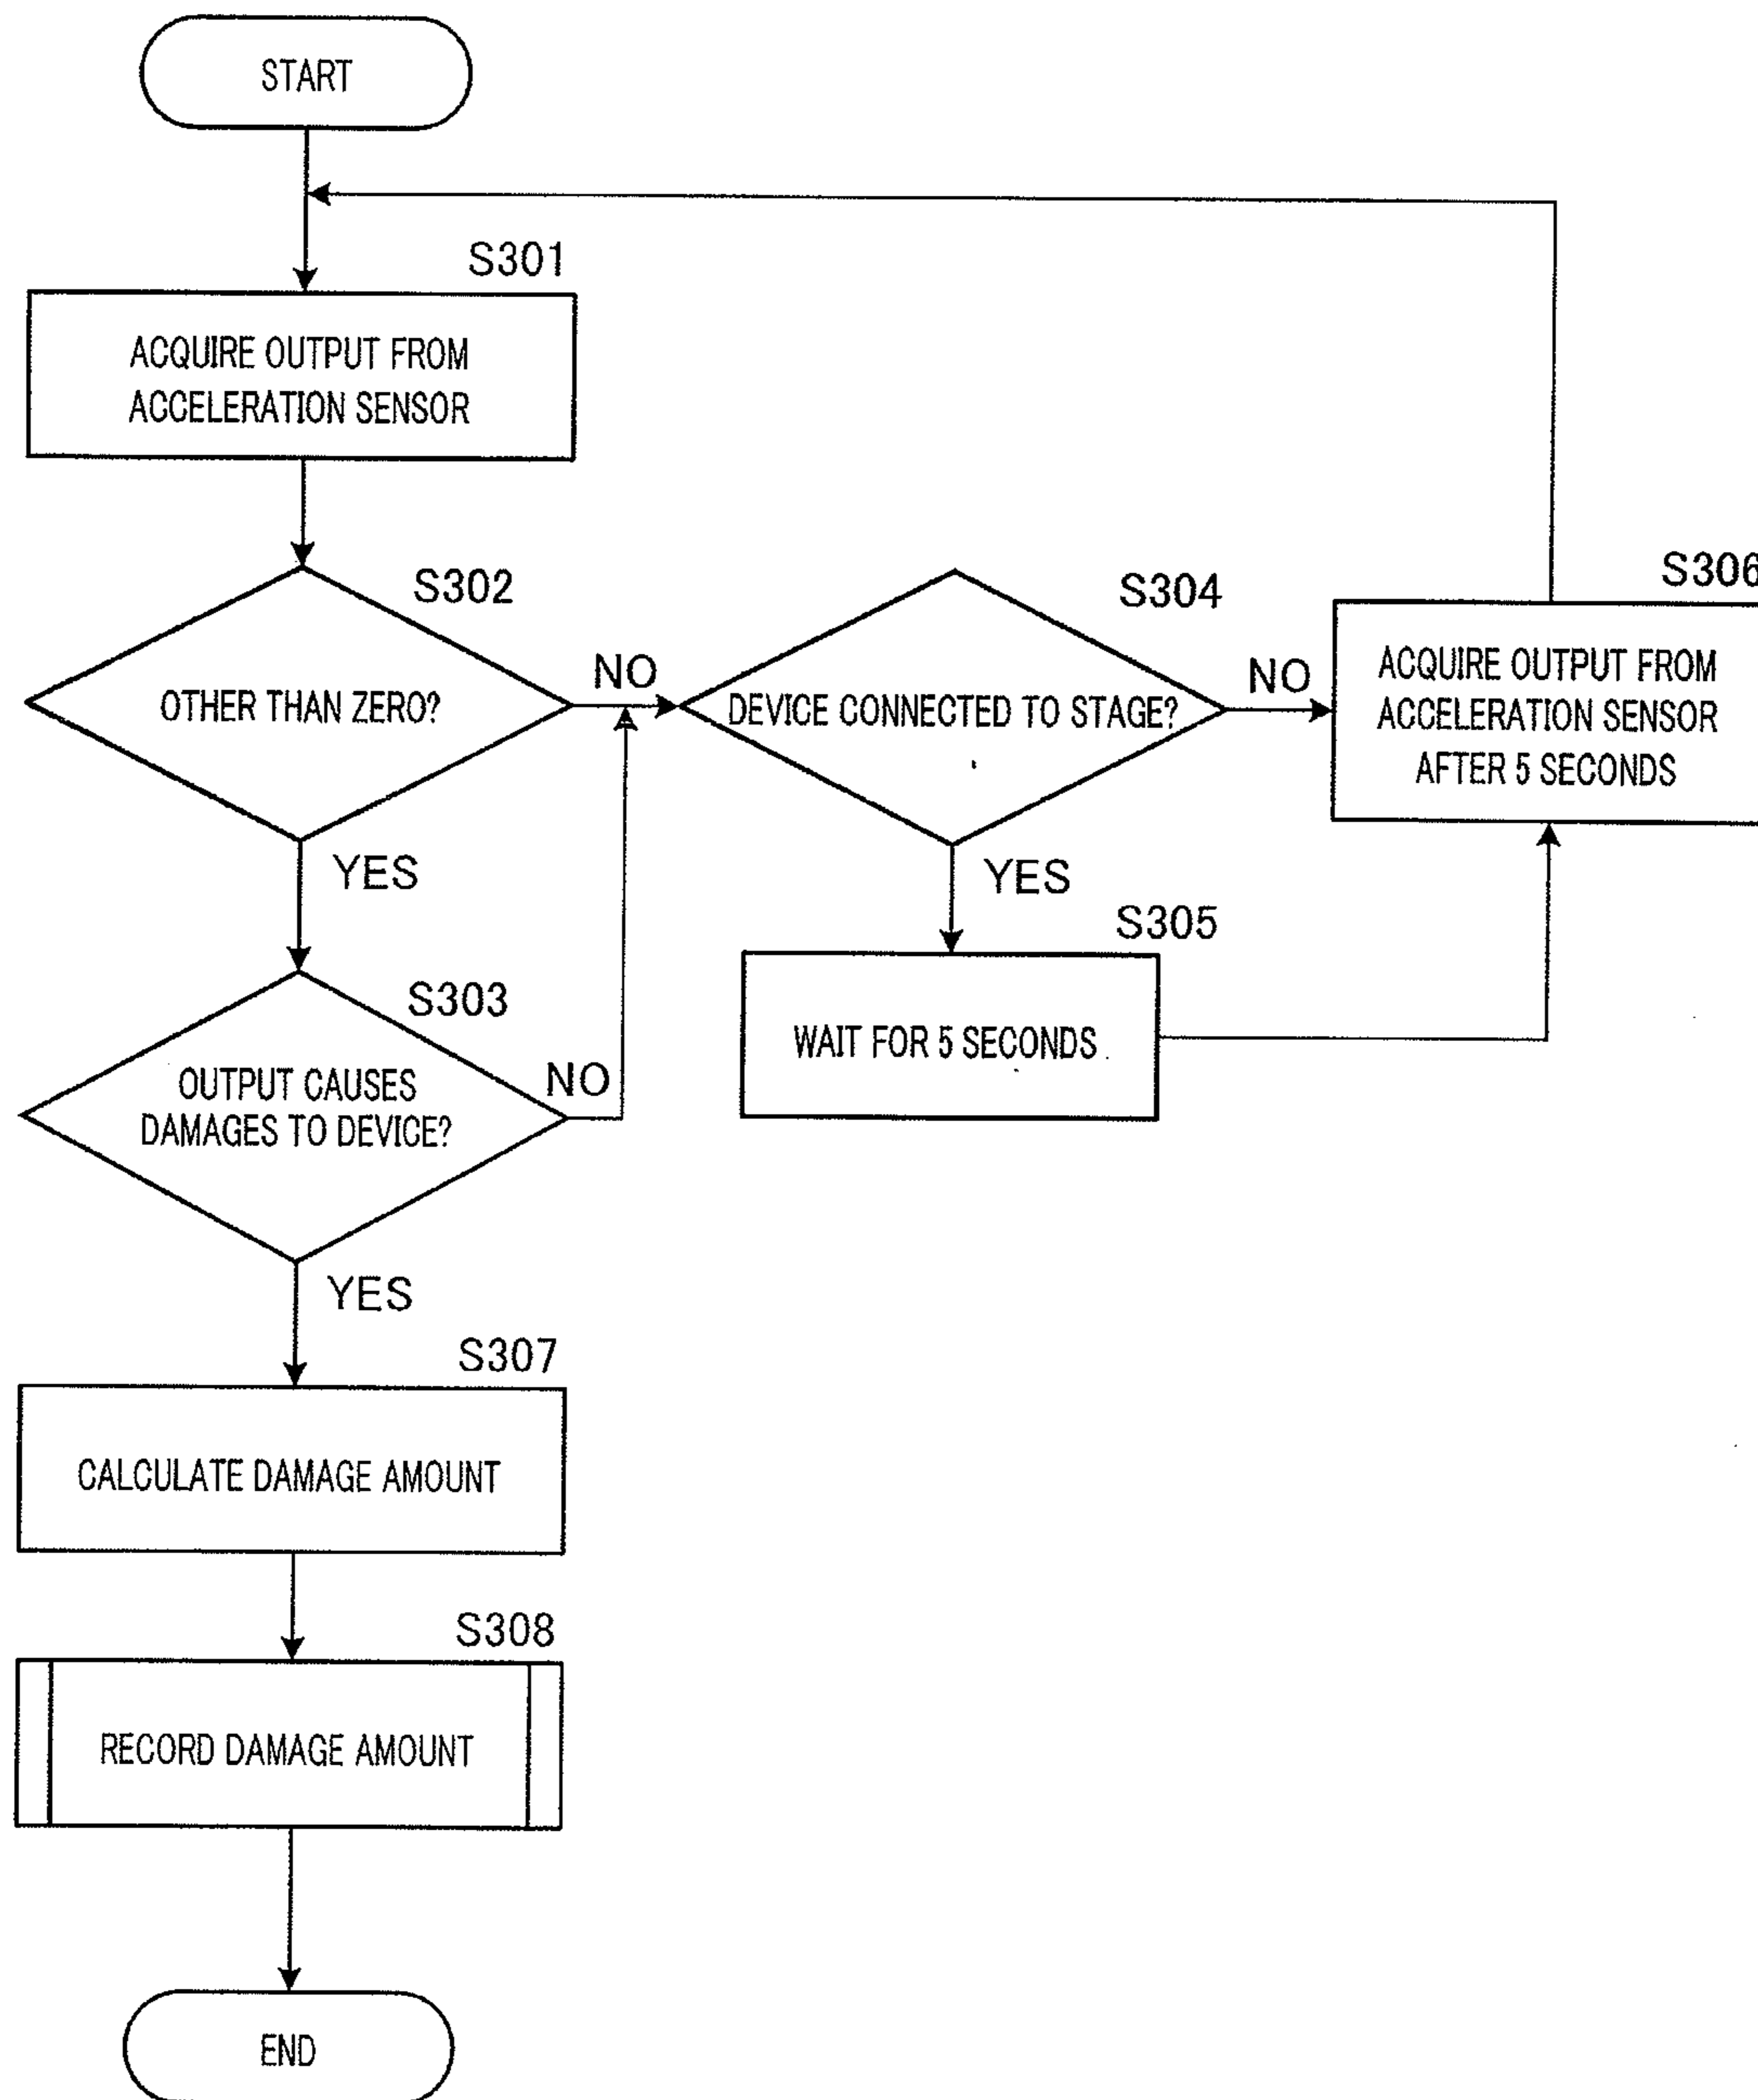 START
S301
ACQUIRE OUTPUT FROM
ACCELERATION SENSOR
S302
OTHER THAN ZERO?
NO
YES
S304
DEVICE CONNECTED TO STAGE?
NO
YES
S306
ACQUIRE OUTPUT FROM
ACCELERATION SENSOR
AFTER 5 SECONDS
S305
WAIT FOR 5 SECONDS
S303
OUTPUT CAUSES
DAMAGES TO DEVICE?
NO
YES
S307
CALCULATE DAMAGE AMOUNT
S308
RECORD DAMAGE AMOUNT
END